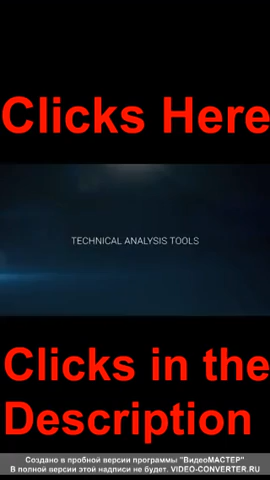 Clicks Here
TECHNICAL ANALYSIS TOOLS
Clicks in the
Description
Создано в пробной версии программы "ВидеоМАСТЕР"
В полной версии этой надписи не будет. VIDEO-CONVERTER.RU